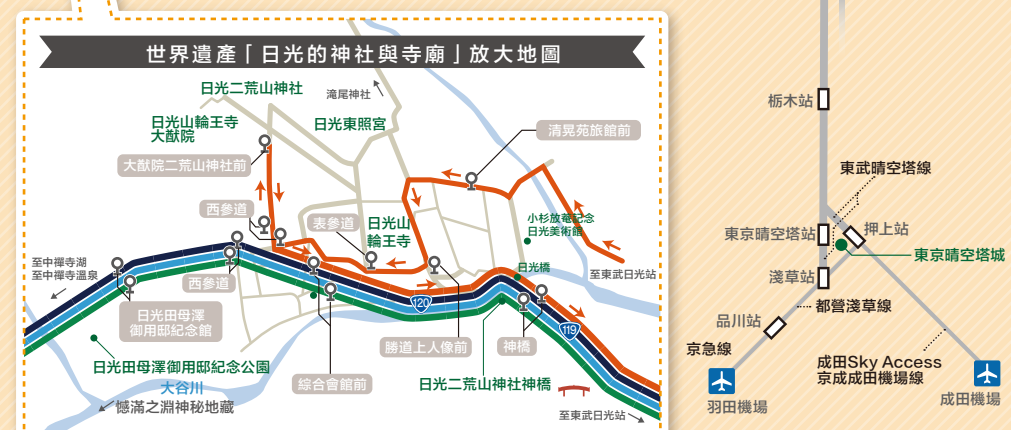 世界遺產「日光的神社與寺廟」放大地圖
日光二荒山神社
滝尾神社
日光山輪王寺
大猷院
日光東照宮
清晃苑旅館前
大猷院二荒山神社前
西參道
表參道
日光山
輪王寺
小杉放菴記念
日光美術館
至中禪寺湖
至中禪寺溫泉
西參道
日光橋
至東武日光站
120
119
日光田母澤
御用邸紀念館
勝道上人像前
神橋
日光田母澤御用邸紀念公園
大谷川
憾滿之淵神秘地藏
綜合會館前
日光二荒山神社神橋
至東武日光站
栃木站
東武晴空塔線
東京晴空塔站
押上站
東京晴空塔城
淺草站
都營淺草線
品川站
京急線
成田Sky Access
京成成田機場線
羽田機場
成田機場